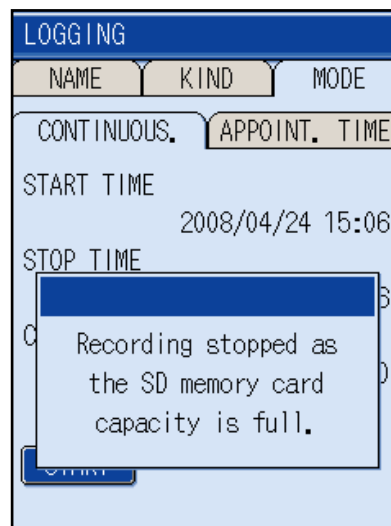 LOGGING
NAME KIND MODE
CONTINUOUS. APPOINT. TIME
START TIME
2008/04/24 15:06
STOP TIME
Recording stopped as
the SD memory card
capacity is full.